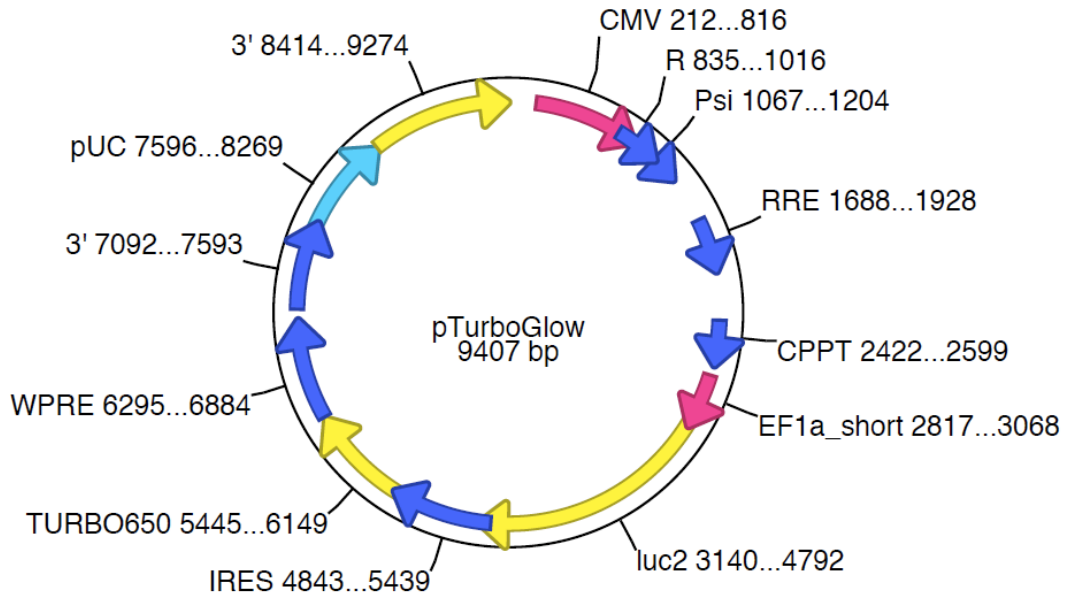 CMV 212...816
3' 8414...9274
R 835...1016
Psi 1067...1204
pUC 7596...8269
RRE 1688...1928
3' 7092...7593
pTurboGlow
9407 bp
CPPT 2422...2599
WPRE 6295...6884
EF1a_short 2817...3068
TURBO650 5445...6149
luc2 3140...4792
IRES 4843...5439